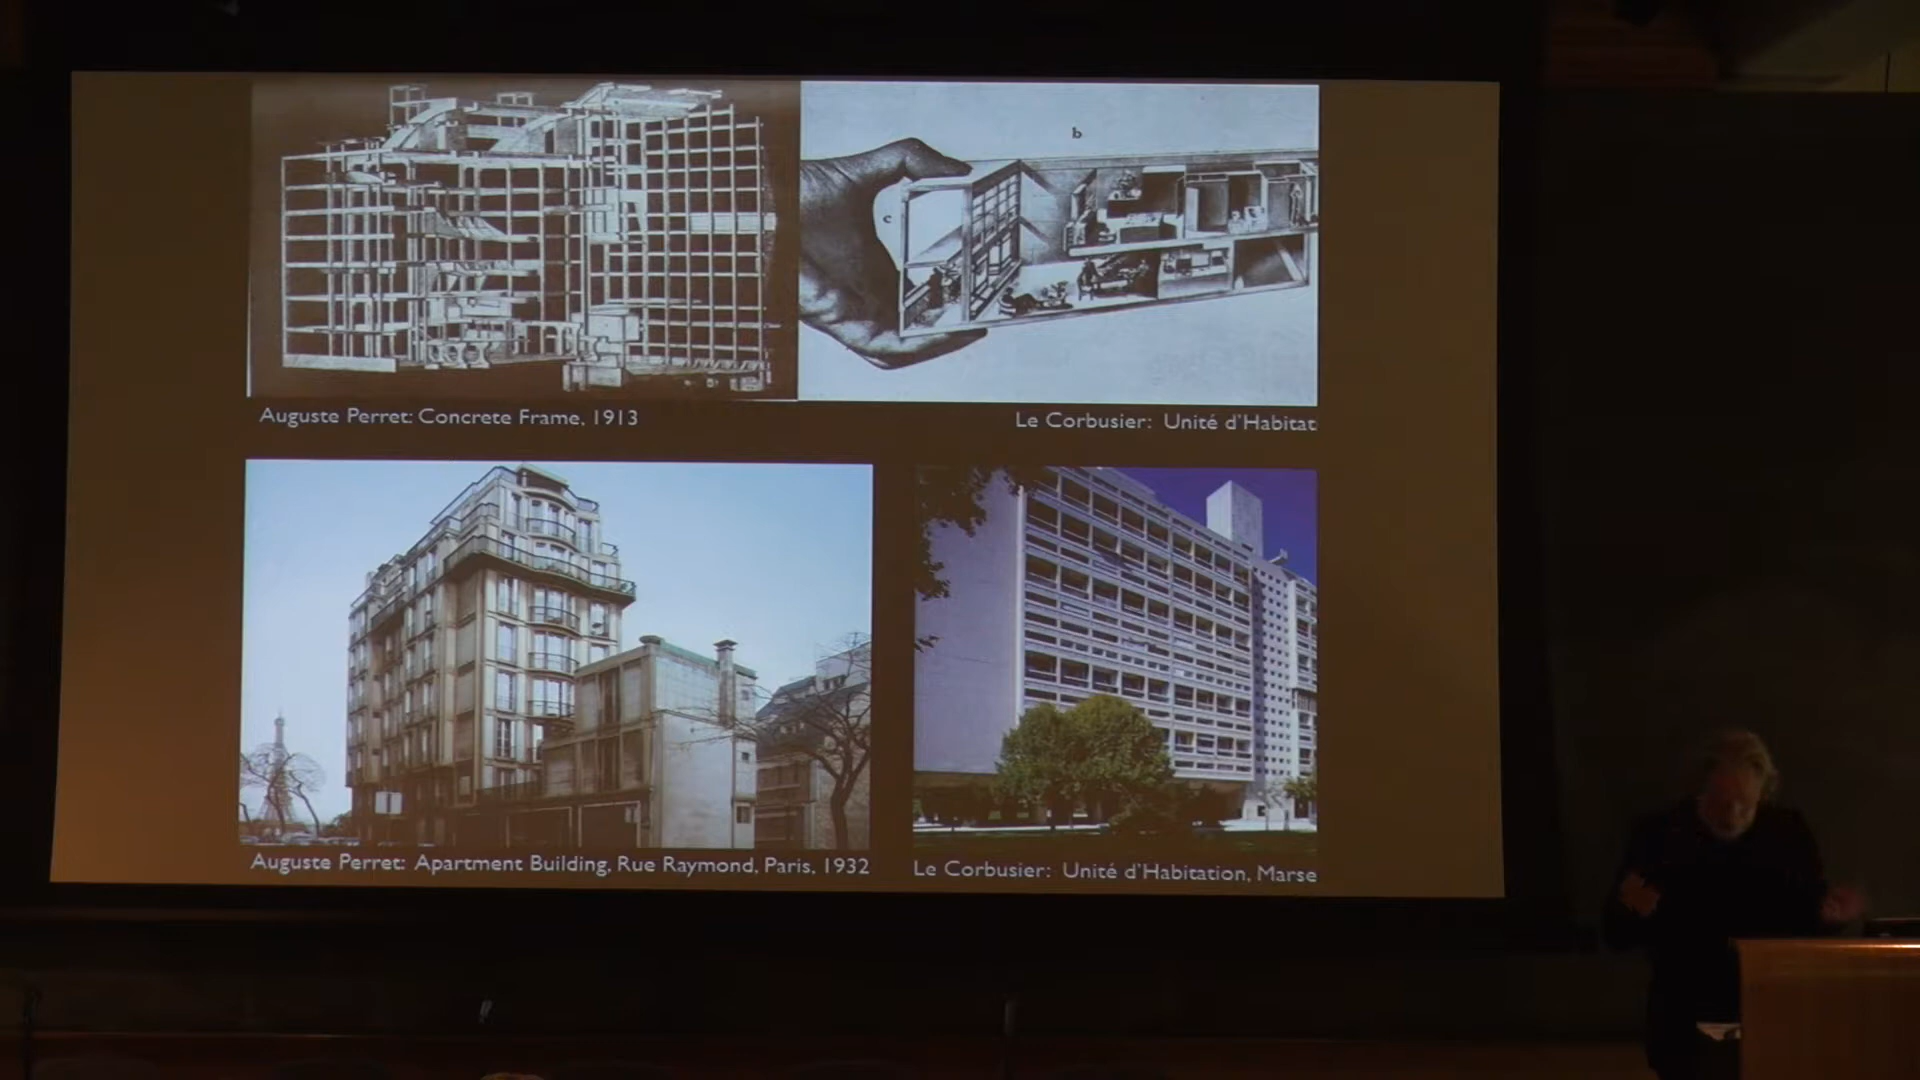 b
c
Auguste Perret: Concrete Frame, 1913
Le Corbusier: Unité d'Habitat
Auguste Perret: Apartment Building, Rue Raymond, Paris, 1932
Le Corbusier: Unité d'Habitation, Marse